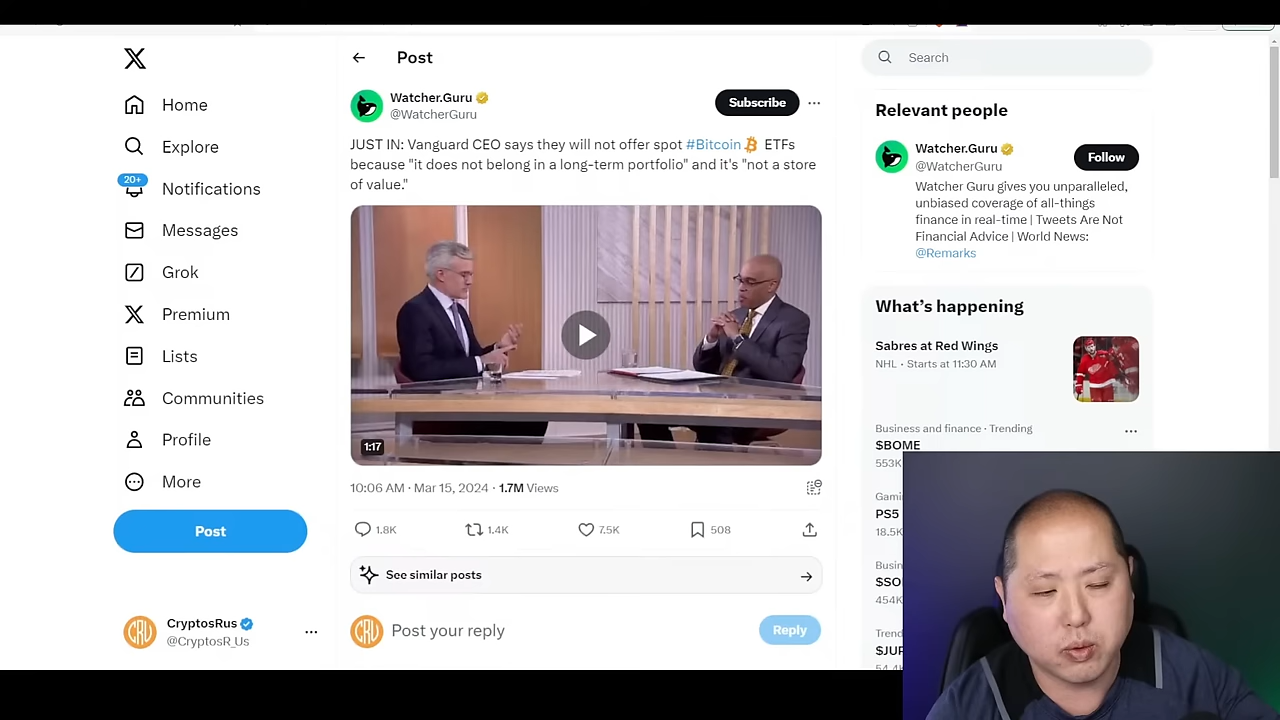 Home
Explore
20+
Notifications
Messages
Grok
Premium
Lists
Communities
Profile
More
Post
CRU
CryptosRus
@CryptosR_Us
Post
Watcher.Guru
@WatcherGuru
Subscribe
JUST IN: Vanguard CEO says they will not offer spot #Bitcoin ETFs
because "it does not belong in a long-term portfolio" and it's "not a store
of value."
1:17
10:06 AM · Mar 15, 2024 · 1.7M Views
1.8K
1.4K
7.5K
508
See similar posts
CRU
Post your reply
Reply
Search
Relevant people
Watcher.Guru
@WatcherGuru
Follow
Watcher Guru gives you unparalleled,
unbiased coverage of all-things
finance in real-time | Tweets Are Not
Financial Advice | World News:
@Remarks
What's happening
Sabres at Red Wings
NHL · Starts at 11:30 AM
Business and finance · Trending
$BOME
553K
PS5
18.5K
454K